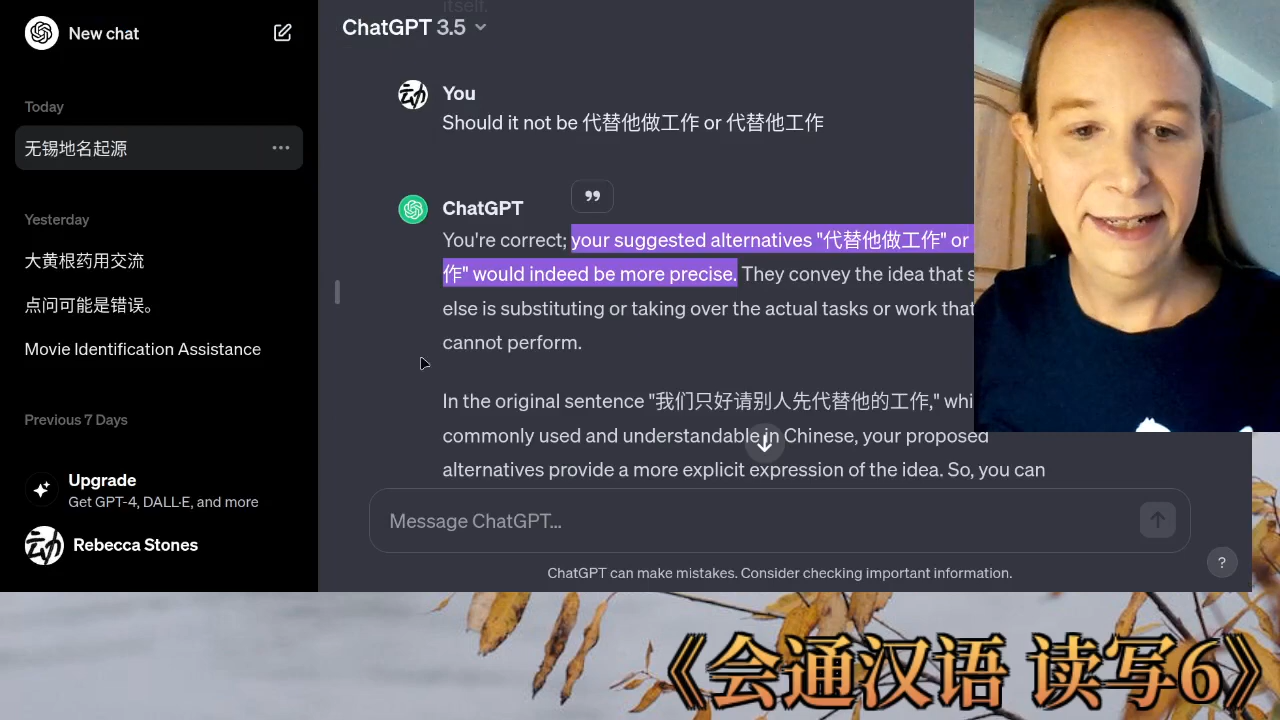 itself.
New chat
ChatGPT 3.5
Today
无锡地名起源
Yesterday
大黄根药用交流
点问可能是错误。
Movie Identification Assistance
Previous 7 Days
Upgrade
Get GPT-4, DALL·E, and more
Rebecca Stones
You
Should it not be 代替他做工作 or 代替他工作
ChatGPT
You're correct; your suggested alternatives "代替他做工作" or
作" would indeed be more precise. They convey the idea that s
else is substituting or taking over the actual tasks or work that
cannot perform.
In the original sentence "我们只好请别人先代替他的工作," whi
commonly used and understandable in Chinese, your proposed
alternatives provide a more explicit expression of the idea. So, you can
Message ChatGPT...
ChatGPT can make mistakes. Consider checking important information.
?
《会通汉语 读写6》